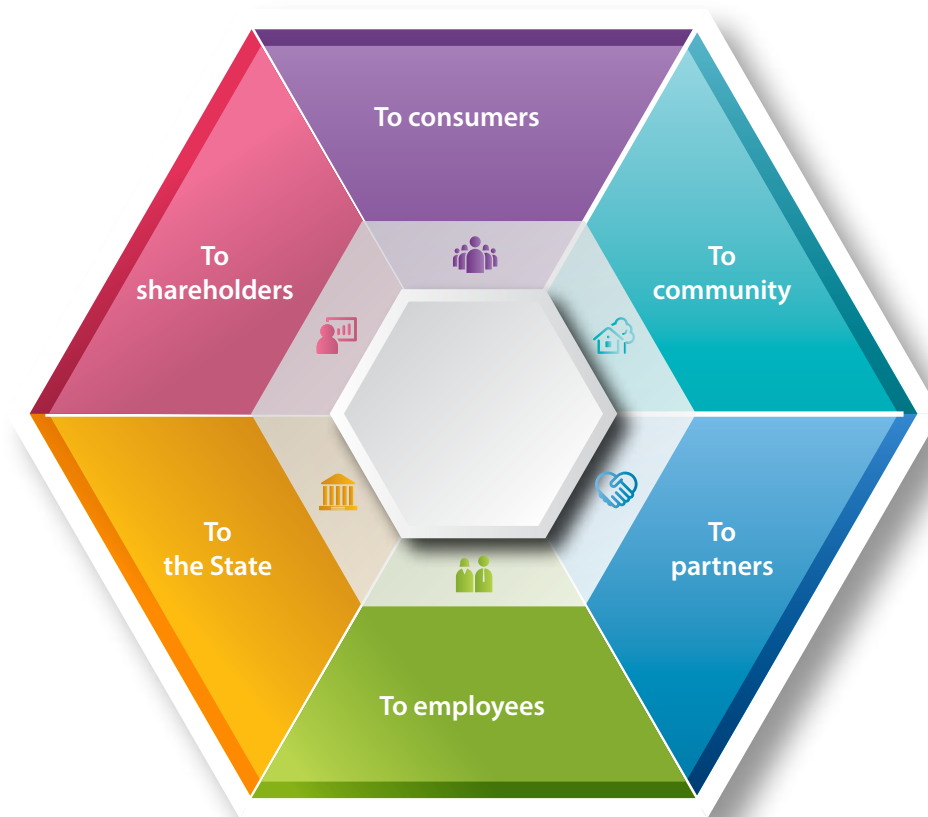 To consumers
To
community
To
partners
To employees
To
the State
To
shareholders